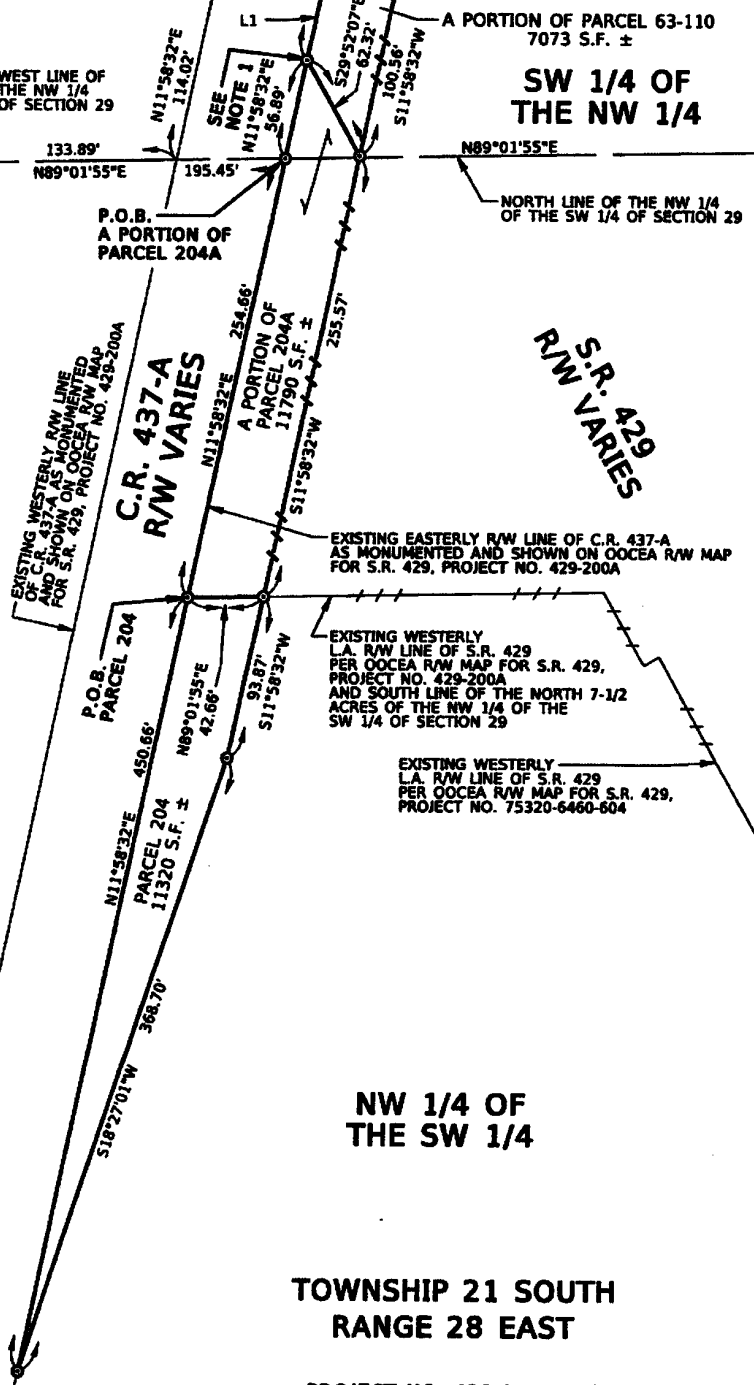 L1
A PORTION OF PARCEL 63-110
7073 S.F. ±
WEST LINE OF
THE NW 1/4
OF SECTION 29
N11°58'32"E
114.02'
SEE
NOTE 1
N11°58'32"E
56.89'
S29°52'07"E
62.32'
100.56'
S11°58'32"W
SW 1/4 OF
THE NW 1/4
133.89'
N89°01'55"E
195.45'
N89°01'55"E
NORTH LINE OF THE NW 1/4
OF THE SW 1/4 OF SECTION 29
P.O.B.
A PORTION OF
PARCEL 204A
EXISTING WESTERLY R/W LINE
OF C.R. 437-A AS MONUMENTED
AND SHOWN ON OOCEA R/W MAP
FOR S.R. 429, PROJECT NO. 429-200A
C.R. 437-A
R/W VARIES
254.66'
N11°58'32"E
A PORTION OF
PARCEL 204A
11790 S.F. ±
255.57'
S11°58'32"W
S.R. 429
R/W VARIES
EXISTING EASTERLY R/W LINE OF C.R. 437-A
AS MONUMENTED AND SHOWN ON OOCEA R/W MAP
FOR S.R. 429, PROJECT NO. 429-200A
P.O.B.
PARCEL 204
N89°01'55"E
42.66'
93.87'
S11°58'32"W
EXISTING WESTERLY
L.A. R/W LINE OF S.R. 429
PER OOCEA R/W MAP FOR S.R. 429,
PROJECT NO. 429-200A
AND SOUTH LINE OF THE NORTH 7-1/2
ACRES OF THE NW 1/4 OF THE
SW 1/4 OF SECTION 29
EXISTING WESTERLY
L.A. R/W LINE OF S.R. 429
PER OOCEA R/W MAP FOR S.R. 429,
PROJECT NO. 75320-6460-604
450.66'
N11°58'32"E
PARCEL 204
11320 S.F. ±
368.70'
S18°27'01"W
NW 1/4 OF
THE SW 1/4
TOWNSHIP 21 SOUTH
RANGE 28 EAST